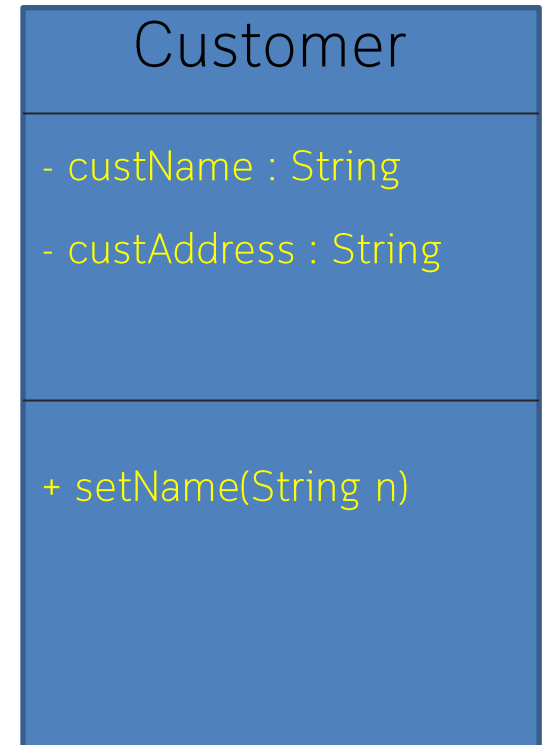 Customer
- custName : String
- custAddress : String
+ setName(String n)